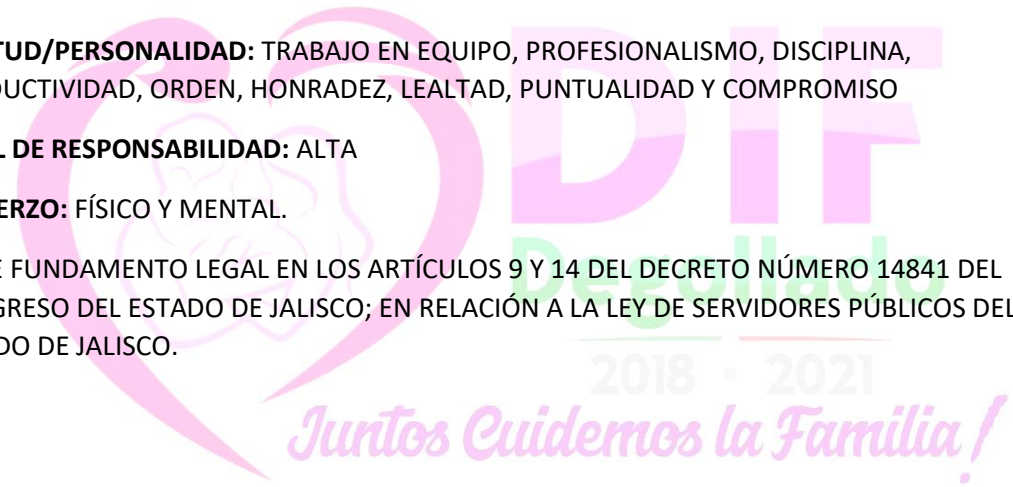 TUD/PERSONALIDAD: TRABAJO EN EQUIPO, PROFESIONALISMO, DISCIPLINA,
DUCTIVIDAD, ORDEN, HONRADEZ, LEALTAD, PUNTUALIDAD Y COMPROMISO
L DE RESPONSABILIDAD: ALTA
ERZO: FÍSICO Y MENTAL.
E FUNDAMENTO LEGAL EN LOS ARTÍCULOS 9 Y 14 DEL DECRETO NÚMERO 14841 DEL
GRESO DEL ESTADO DE JALISCO; EN RELACIÓN A LA LEY DE SERVIDORES PÚBLICOS DEL
DO DE JALISCO.
DIF
Degollado
2018 • 2021
Juntos Cuidemos la Familia!